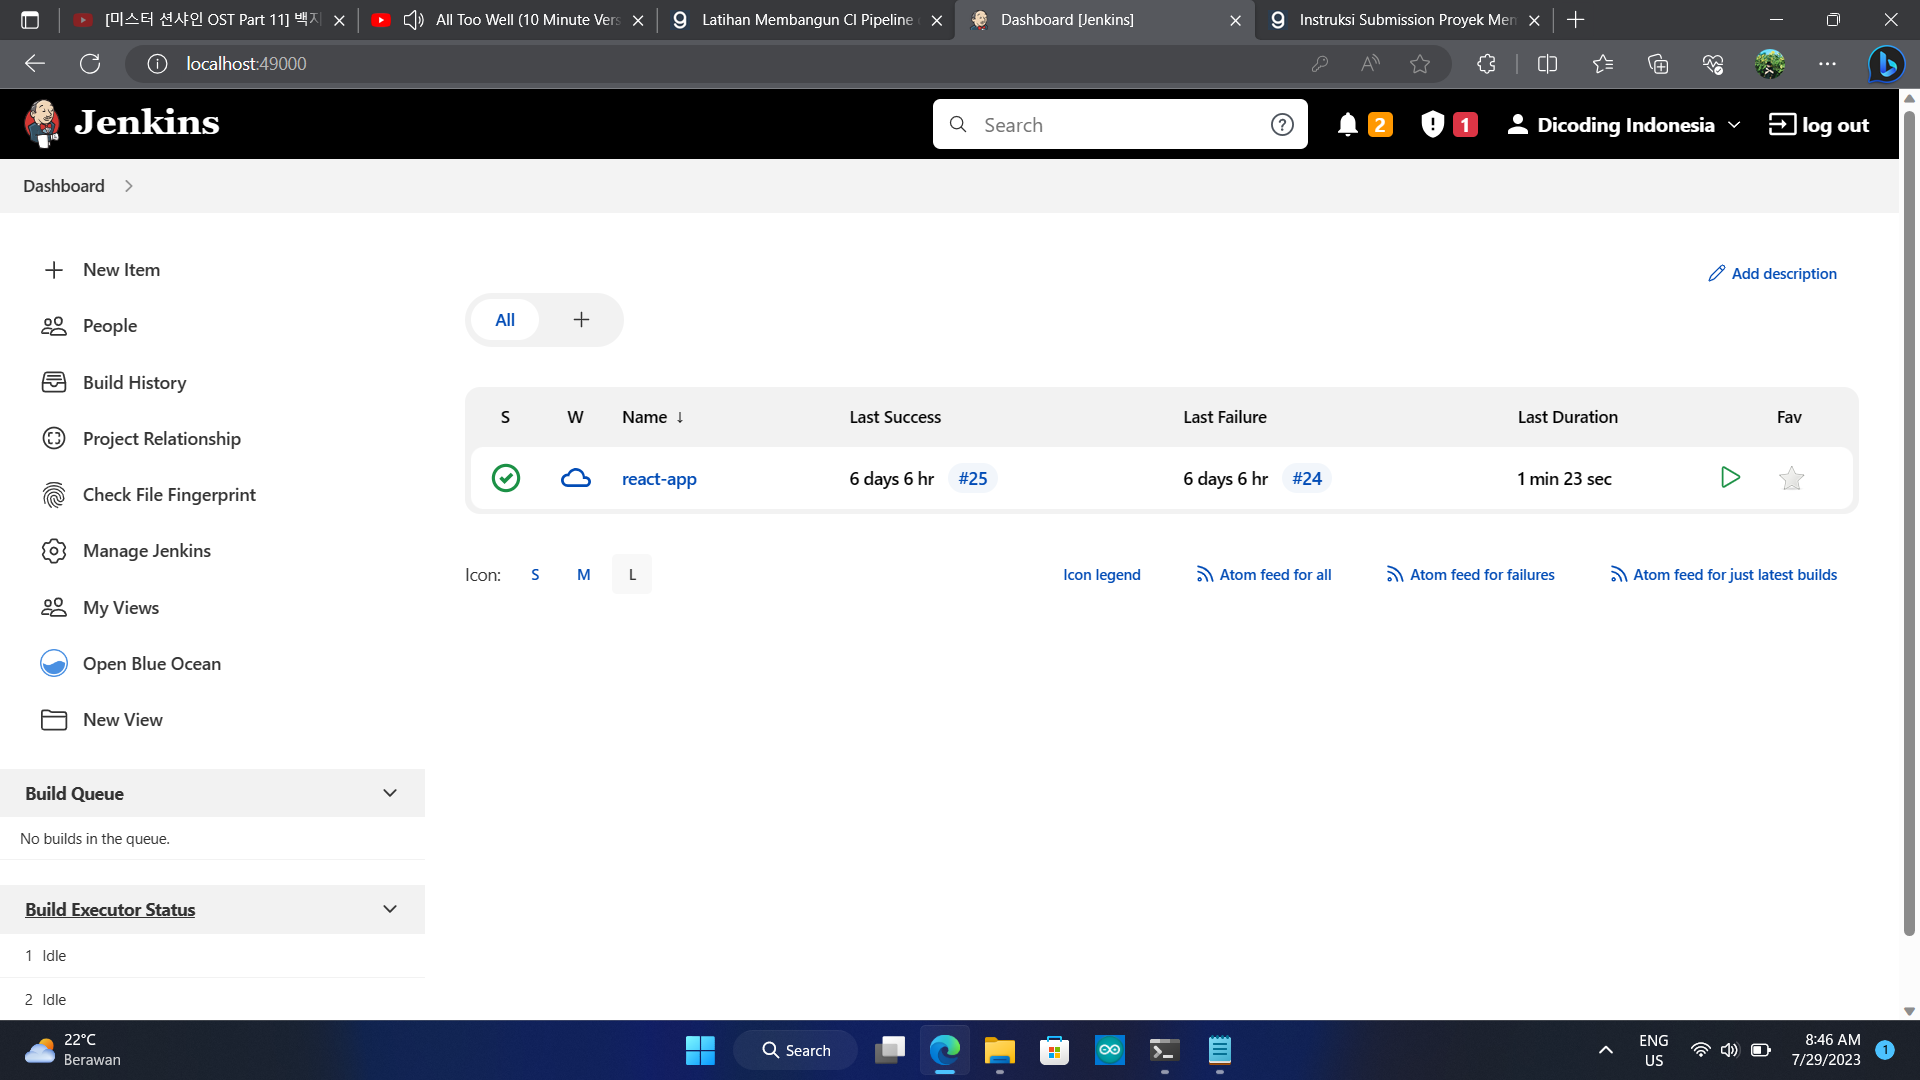 [미스터 션샤인 OST Part 11] 백지
All Too Well (10 Minute Vers
Latihan Membangun CI Pipeline
Dashboard [Jenkins]
Instruksi Submission Proyek Mem
localhost:49000
Jenkins
Search
2
1
Dicoding Indonesia
log out
Dashboard
New Item
People
Build History
Project Relationship
Check File Fingerprint
Manage Jenkins
My Views
Open Blue Ocean
New View
Build Queue
No builds in the queue.
Build Executor Status
1 Idle
2 Idle
Add description
All
S W Name ↓ Last Success Last Failure Last Duration Fav
react-app 6 days 6 hr #25 6 days 6 hr #24 1 min 23 sec
Icon: S M L
Icon legend Atom feed for all Atom feed for failures Atom feed for just latest builds
22°C
Berawan
Search
ENG
US
8:46 AM
7/29/2023
1